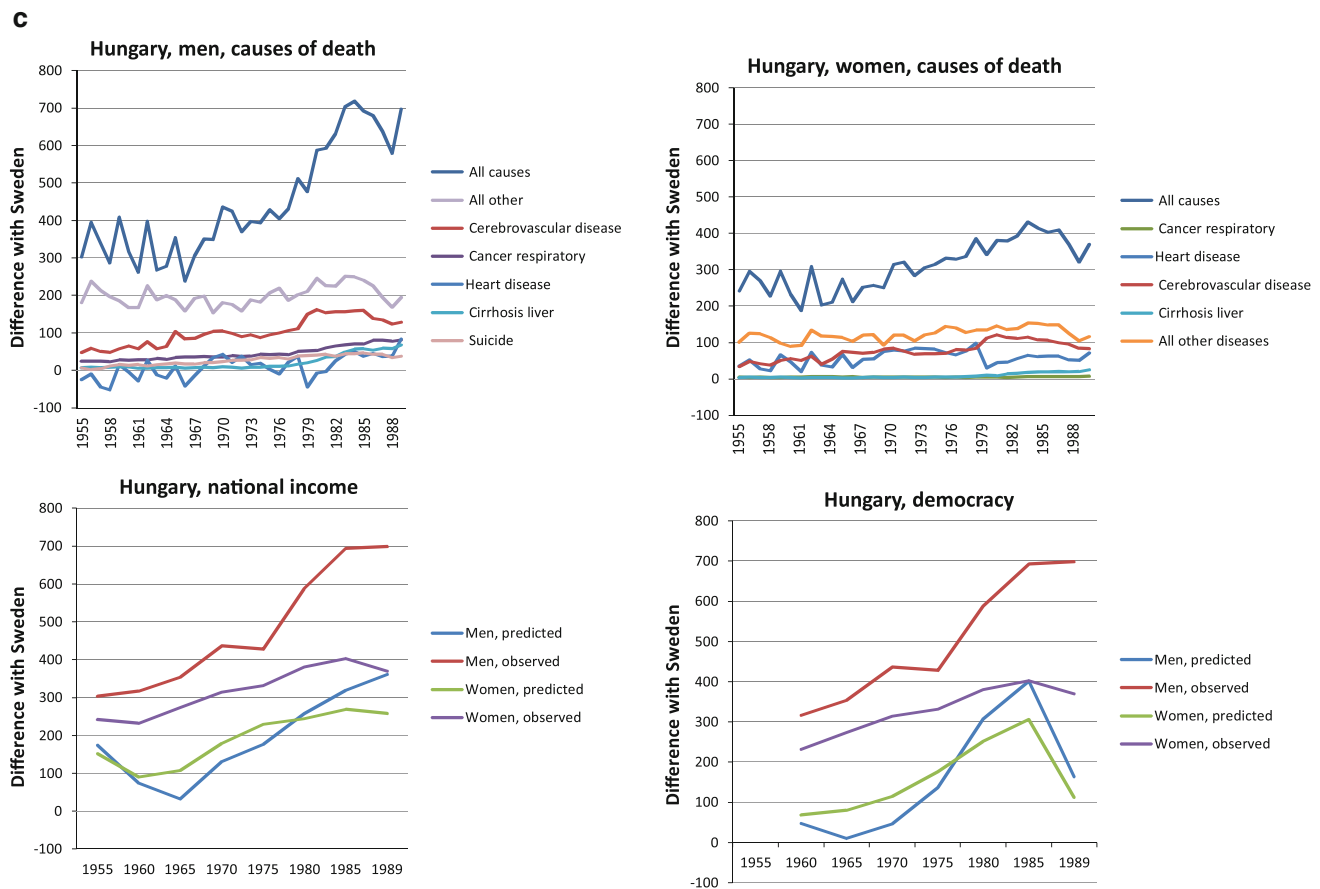 c
Hungary, men, causes of death
Difference with Sweden
800
700
600
500
400
300
200
100
0
-100
1955
1958
1961
1964
1967
1970
1973
1976
1979
1982
1985
1988
All causes
All other
Cerebrovascular disease
Cancer respiratory
Heart disease
Cirrhosis liver
Suicide
Hungary, women, causes of death
Difference with Sweden
800
700
600
500
400
300
200
100
0
-100
1955
1958
1961
1964
1967
1970
1973
1976
1979
1982
1985
1988
All causes
Cancer respiratory
Heart disease
Cerebrovascular disease
Cirrhosis liver
All other diseases
Hungary, national income
Difference with Sweden
800
700
600
500
400
300
200
100
0
-100
1955 1960 1965 1970 1975 1980 1985 1989
Men, predicted
Men, observed
Women, predicted
Women, observed
Hungary, democracy
Difference with Sweden
800
700
600
500
400
300
200
100
0
-100
1955 1960 1965 1970 1975 1980 1985 1989
Men, predicted
Men, observed
Women, predicted
Women, observed